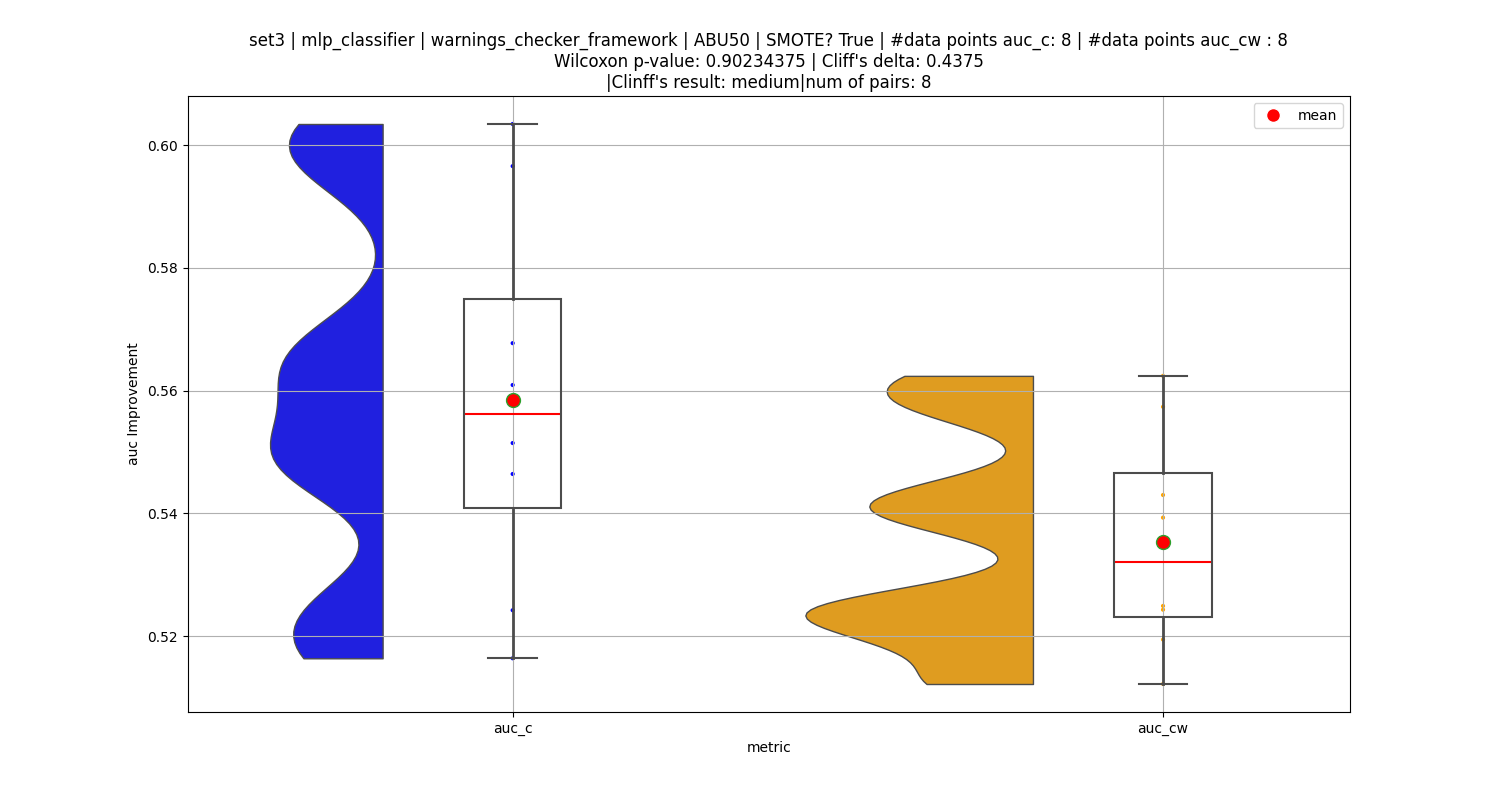 set3 | mlp_classifier | warnings_checker_framework | ABU50 | SMOTE? True | #data points auc_c: 8 | #data points auc_cw : 8
Wilcoxon p-value: 0.90234375 | Cliff's delta: 0.4375
|Clinff's result: medium|num of pairs: 8
mean
0.60
0.58
0.56
0.54
0.52
auc Improvement
auc_c
auc_cw
metric